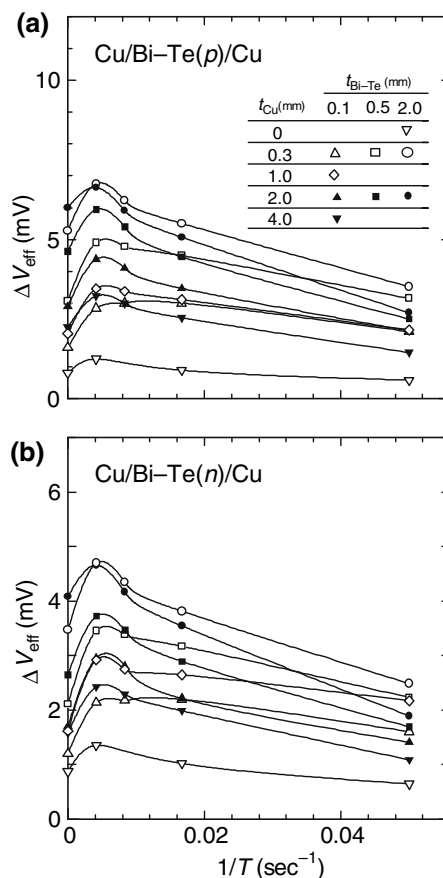 (a)
Cu/Bi–Te(p)/Cu
t_Bi–Te (mm)
t_Cu(mm) 0.1 0.5 2.0
0
0.3
1.0
2.0
4.0
10
5
0
Δ V_eff (mV)
(b)
Cu/Bi–Te(n)/Cu
6
4
2
0
Δ V_eff (mV)
0 0.02 0.04
1/T (sec⁻¹)